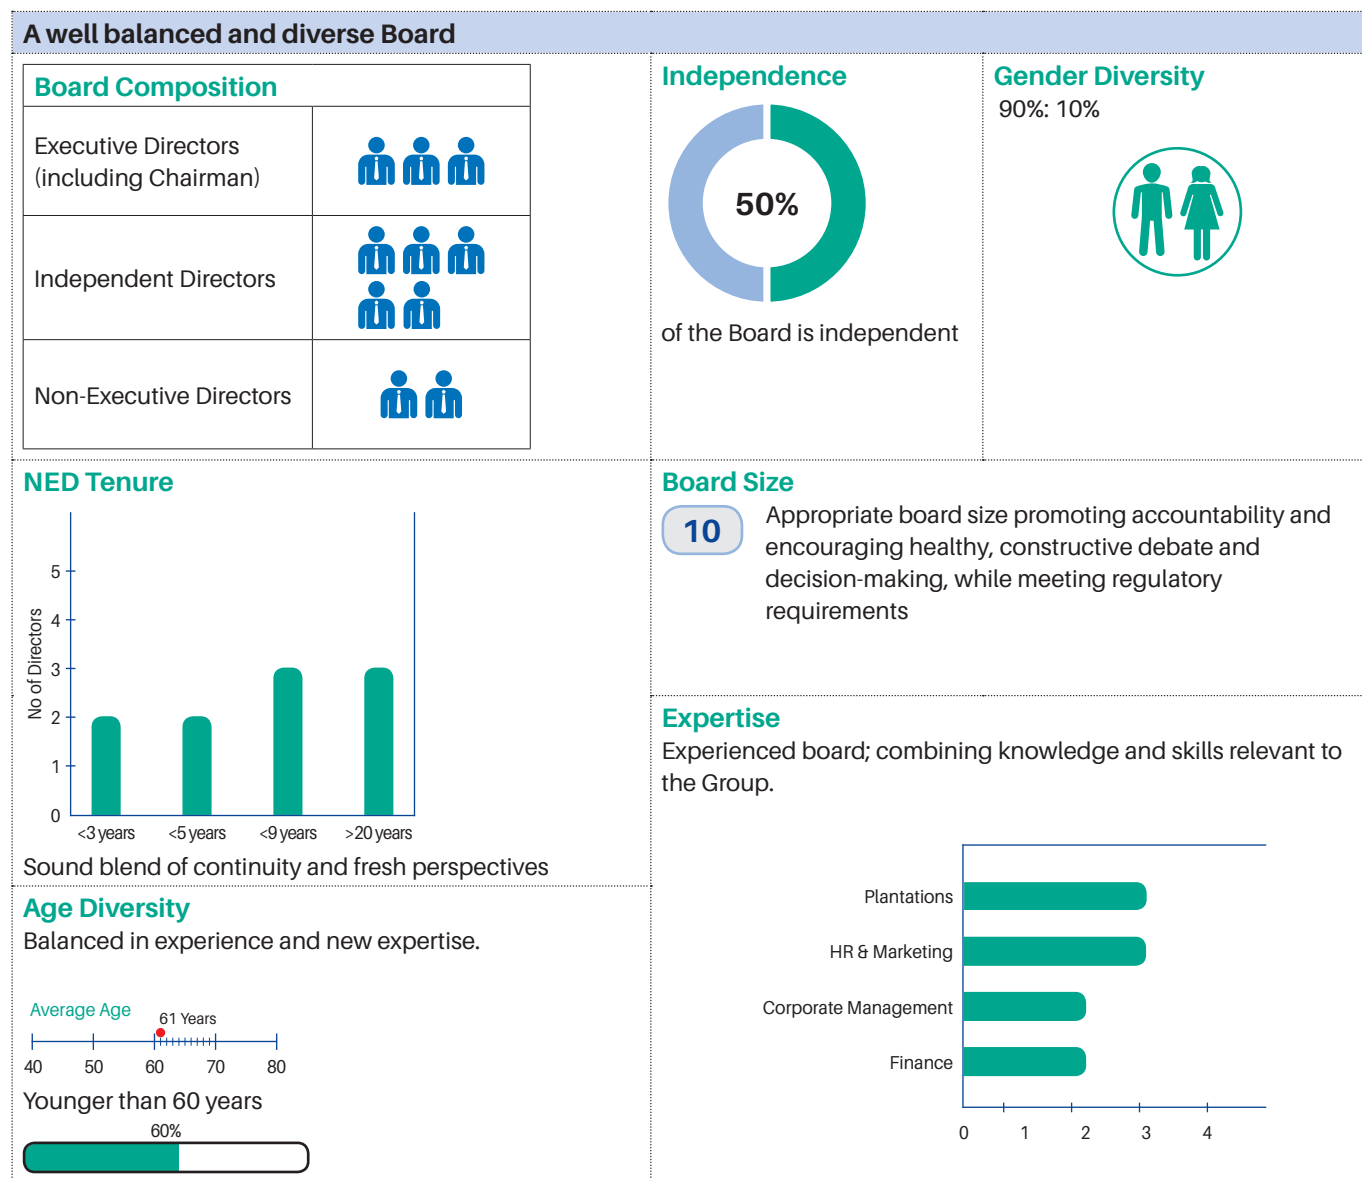 A well balanced and diverse Board
Board Composition
Executive Directors
(including Chairman)
Independent Directors
Non-Executive Directors
Independence
50%
of the Board is independent
Gender Diversity
90%: 10%
NED Tenure
No of Directors
5
4
3
2
1
0
<3 years <5 years <9 years >20 years
Sound blend of continuity and fresh perspectives
Board Size
10
Appropriate board size promoting accountability and
encouraging healthy, constructive debate and
decision-making, while meeting regulatory
requirements
Age Diversity
Balanced in experience and new expertise.
Average Age
61 Years
40 50 60 70 80
Younger than 60 years
60%
Expertise
Experienced board; combining knowledge and skills relevant to
the Group.
Plantations
HR & Marketing
Corporate Management
Finance
0 1 2 3 4